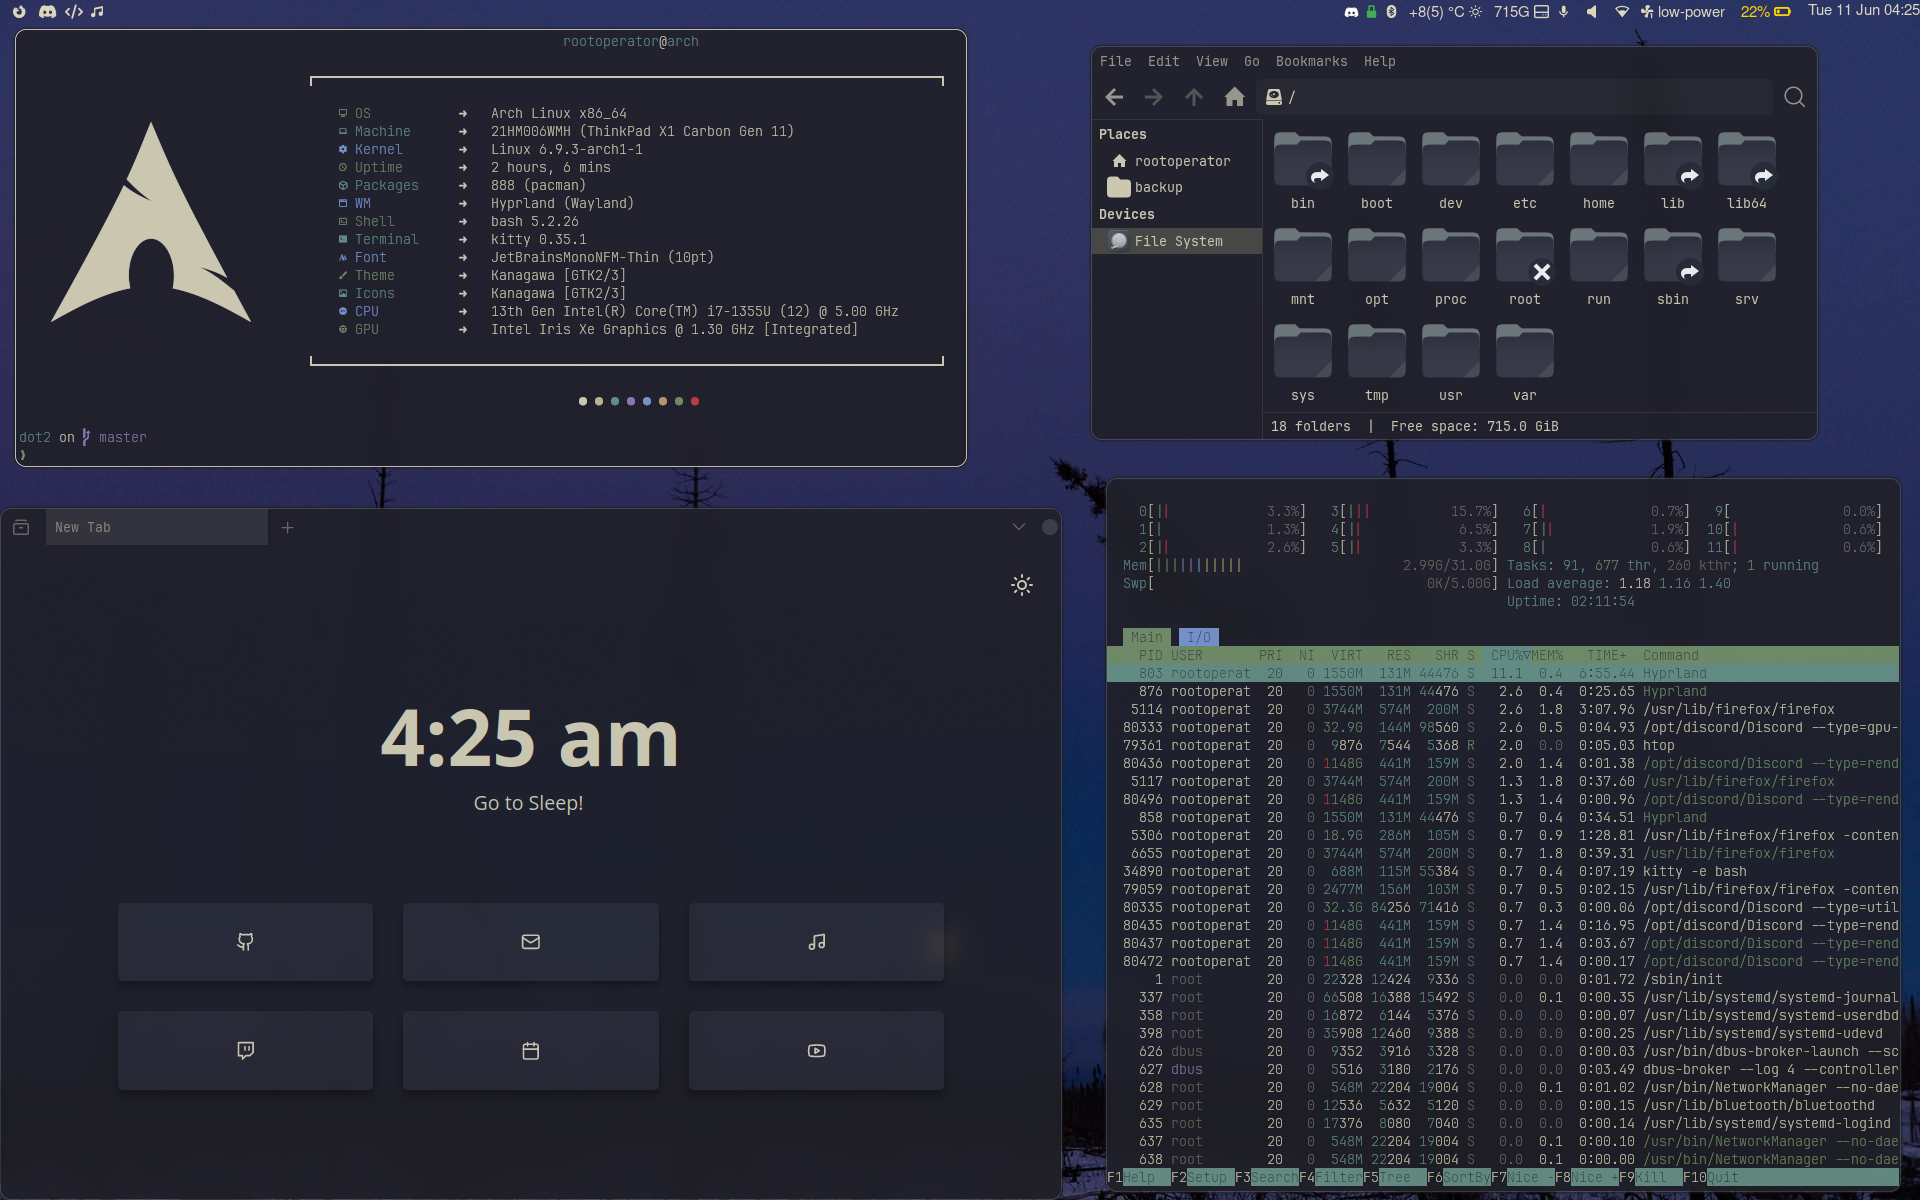 +8(5) °C 715G low-power 22% Tue 11 Jun 04:25
rootoperator@arch
OS ➜ Arch Linux x86_64
Machine ➜ 21HM006WMH (ThinkPad X1 Carbon Gen 11)
Kernel ➜ Linux 6.9.3-arch1-1
Uptime ➜ 2 hours, 6 mins
Packages ➜ 888 (pacman)
WM ➜ Hyprland (Wayland)
Shell ➜ bash 5.2.26
Terminal ➜ kitty 0.35.1
Font ➜ JetBrainsMonoNFM-Thin (10pt)
Theme ➜ Kanagawa [GTK2/3]
Icons ➜ Kanagawa [GTK2/3]
CPU ➜ 13th Gen Intel(R) Core(TM) i7-1355U (12) @ 5.00 GHz
GPU ➜ Intel Iris Xe Graphics @ 1.30 GHz [Integrated]
dot2 on master
❯
File Edit View Go Bookmarks Help
/
Places
rootoperator
backup
Devices
File System
bin boot dev etc home lib lib64
mnt opt proc root run sbin srv
sys tmp usr var
18 folders | Free space: 715.0 GiB
New Tab
4:25 am
Go to Sleep!
0[|| 3.3%] 3[||| 15.7%] 6[| 0.7%] 9[ 0.0%]
1[| 1.3%] 4[|| 6.5%] 7[|| 1.9%] 10[| 0.6%]
2[|| 2.6%] 5[|| 3.3%] 8[| 0.6%] 11[| 0.6%]
Mem[||||||||||| 2.99G/31.0G] Tasks: 91, 677 thr, 260 kthr; 1 running
Swp[ 0K/5.00G] Load average: 1.18 1.16 1.40
Uptime: 02:11:54
Main I/O
PID USER PRI NI VIRT RES SHR S CPU%▽MEM% TIME+ Command
803 rootoperat 20 0 1550M 131M 44476 S 11.1 0.4 6:55.44 Hyprland
876 rootoperat 20 0 1550M 131M 44476 S 2.6 0.4 0:25.65 Hyprland
5114 rootoperat 20 0 3744M 574M 200M S 2.6 1.8 3:07.96 /usr/lib/firefox/firefox
80333 rootoperat 20 0 32.9G 144M 98560 S 2.6 0.5 0:04.93 /opt/discord/Discord --type=gpu-
79361 rootoperat 20 0 9876 7544 5368 R 2.0 0.0 0:05.03 htop
80436 rootoperat 20 0 1148G 441M 159M S 2.0 1.4 0:01.38 /opt/discord/Discord --type=rend
5117 rootoperat 20 0 3744M 574M 200M S 1.3 1.8 0:37.60 /usr/lib/firefox/firefox
80496 rootoperat 20 0 1148G 441M 159M S 1.3 1.4 0:00.96 /opt/discord/Discord --type=rend
858 rootoperat 20 0 1550M 131M 44476 S 0.7 0.4 0:34.51 Hyprland
5306 rootoperat 20 0 18.9G 286M 105M S 0.7 0.9 1:28.81 /usr/lib/firefox/firefox -conten
6655 rootoperat 20 0 3744M 574M 200M S 0.7 1.8 0:39.31 /usr/lib/firefox/firefox
34890 rootoperat 20 0 688M 115M 55384 S 0.7 0.4 0:07.19 kitty -e bash
79059 rootoperat 20 0 2477M 156M 103M S 0.7 0.5 0:02.15 /usr/lib/firefox/firefox -conten
80335 rootoperat 20 0 32.3G 84256 71416 S 0.7 0.3 0:00.06 /opt/discord/Discord --type=util
80435 rootoperat 20 0 1148G 441M 159M S 0.7 1.4 0:16.95 /opt/discord/Discord --type=rend
80437 rootoperat 20 0 1148G 441M 159M S 0.7 1.4 0:03.67 /opt/discord/Discord --type=rend
80472 rootoperat 20 0 1148G 441M 159M S 0.7 1.4 0:00.17 /opt/discord/Discord --type=rend
1 root 20 0 22328 12424 9336 S 0.0 0.0 0:01.72 /sbin/init
337 root 20 0 66508 16388 15492 S 0.0 0.1 0:00.35 /usr/lib/systemd/systemd-journal
358 root 20 0 16872 6144 5376 S 0.0 0.0 0:00.07 /usr/lib/systemd/systemd-userdbd
398 root 20 0 35908 12460 9388 S 0.0 0.0 0:00.25 /usr/lib/systemd/systemd-udevd
626 dbus 20 0 9352 3916 3328 S 0.0 0.0 0:00.03 /usr/bin/dbus-broker-launch --sc
627 dbus 20 0 5516 3180 2176 S 0.0 0.0 0:03.49 dbus-broker --log 4 --controller
628 root 20 0 548M 22204 19004 S 0.0 0.1 0:01.02 /usr/bin/NetworkManager --no-dae
629 root 20 0 12536 5632 5120 S 0.0 0.0 0:00.15 /usr/lib/bluetooth/bluetoothd
635 root 20 0 17376 8080 7040 S 0.0 0.0 0:00.14 /usr/lib/systemd/systemd-logind
637 root 20 0 548M 22204 19004 S 0.0 0.1 0:00.10 /usr/bin/NetworkManager --no-dae
638 root 20 0 548M 22204 19004 S 0.0 0.1 0:00.00 /usr/bin/NetworkManager --no-dae
F1Help F2Setup F3SearchF4FilterF5Tree F6SortByF7Nice -F8Nice +F9Kill F10Quit